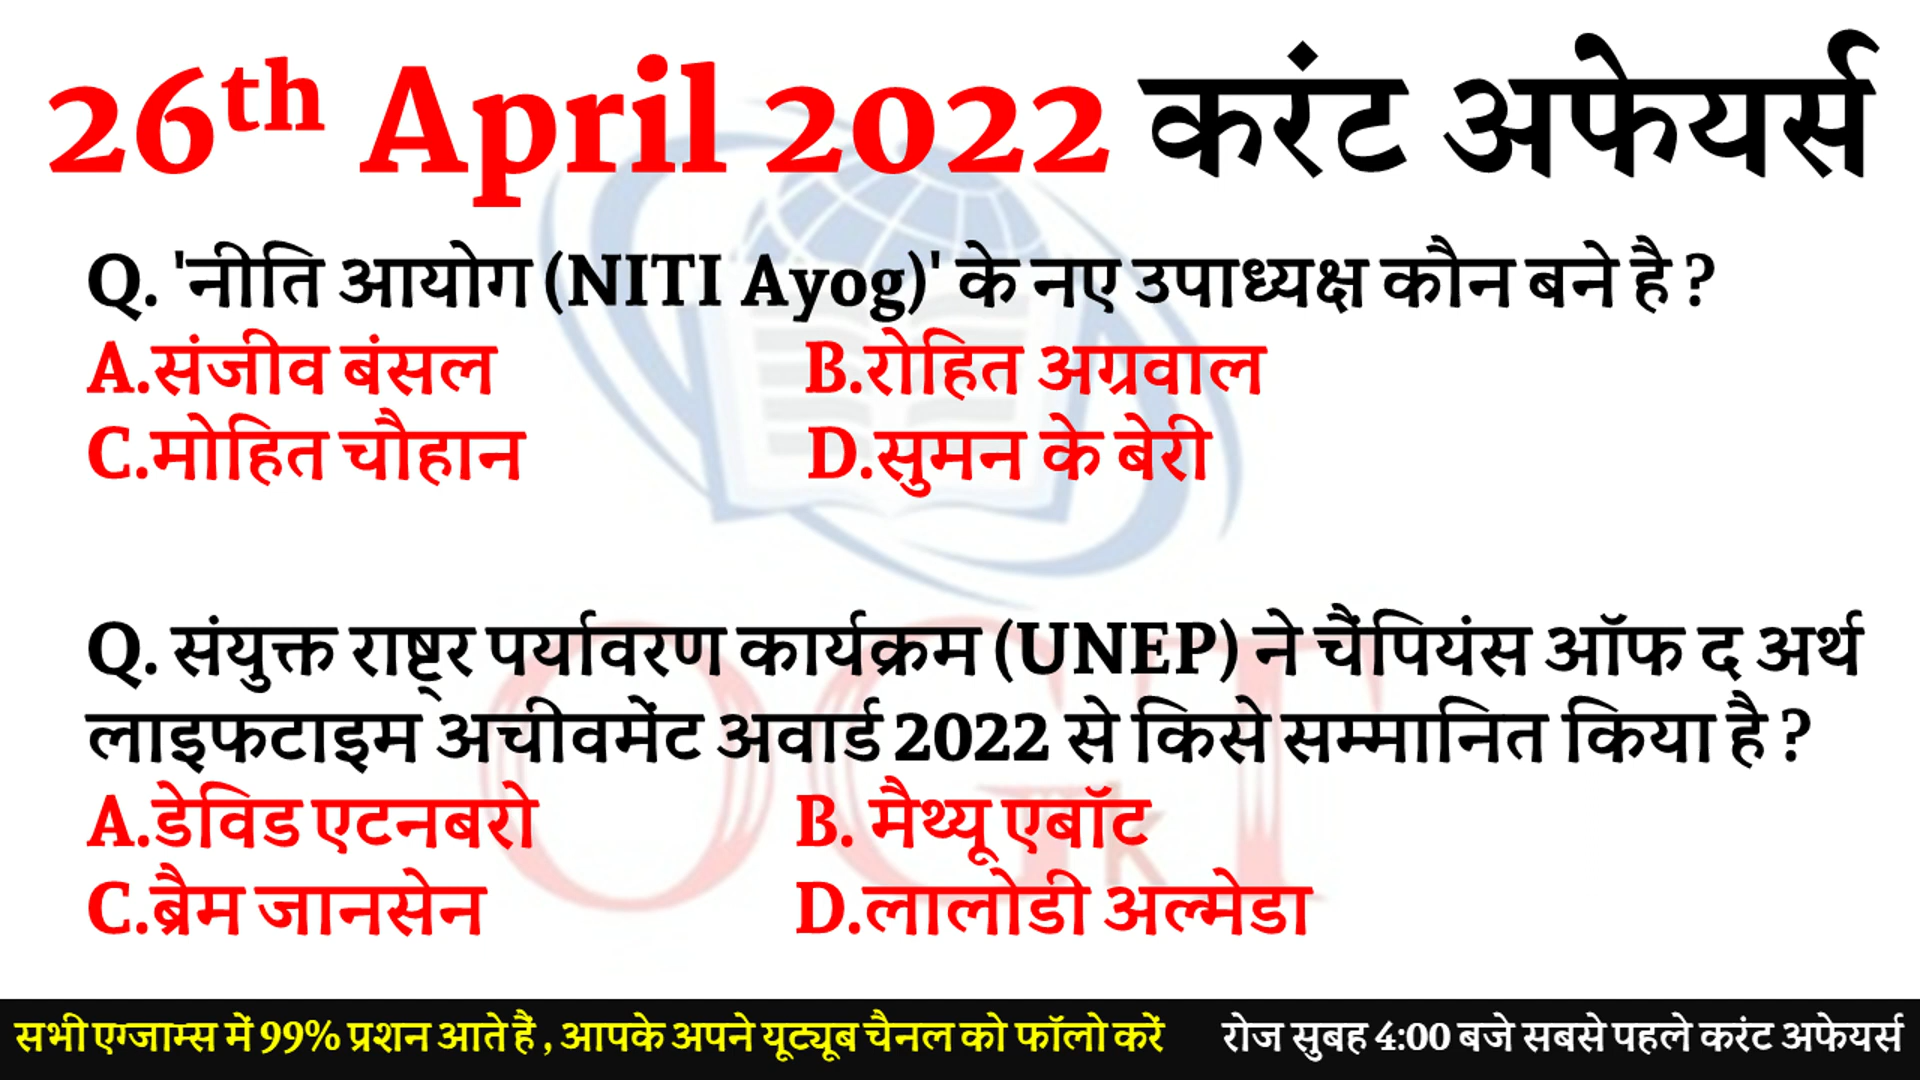 26th April 2022 करंट अफेयर्स
Q. 'नीति आयोग (NITI Ayog)' के नए उपाध्यक्ष कौन बने है ?
A.संजीव बंसल B.रोहित अग्रवाल
C.मोहित चौहान D.सुमन के बेरी
Q. संयुक्त राष्ट्र पर्यावरण कार्यक्रम (UNEP) ने चैंपियंस ऑफ द अर्थ
लाइफटाइम अचीवमेंट अवार्ड 2022 से किसे सम्मानित किया है ?
A.डेविड एटनबरो B. मैथ्यू एबॉट
C.ब्रैम जानसेन D.लालोडी अल्मेडा
OGT
K
सभी एग्जाम्स में 99% प्रशन आते हैं , आपके अपने यूट्यूब चैनल को फॉलो करें रोज सुबह 4:00 बजे सबसे पहले करंट अफेयर्स